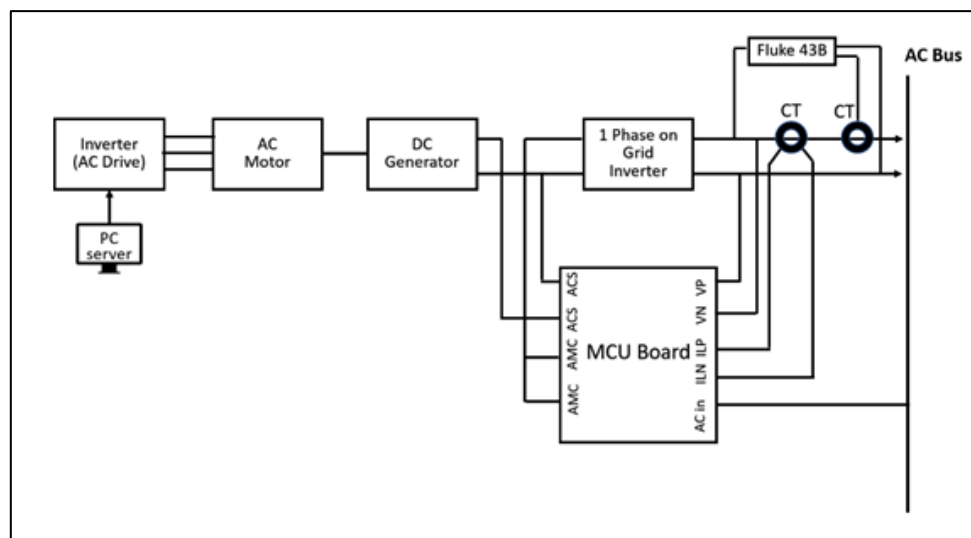 Fluke 43B
AC Bus
CT
CT
Inverter
(AC Drive)
AC
Motor
DC
Generator
1 Phase on
Grid
Inverter
PC
server
ACS
ACS
AMC
AMC
MCU Board
VP
VN
ILP
ILN
AC in